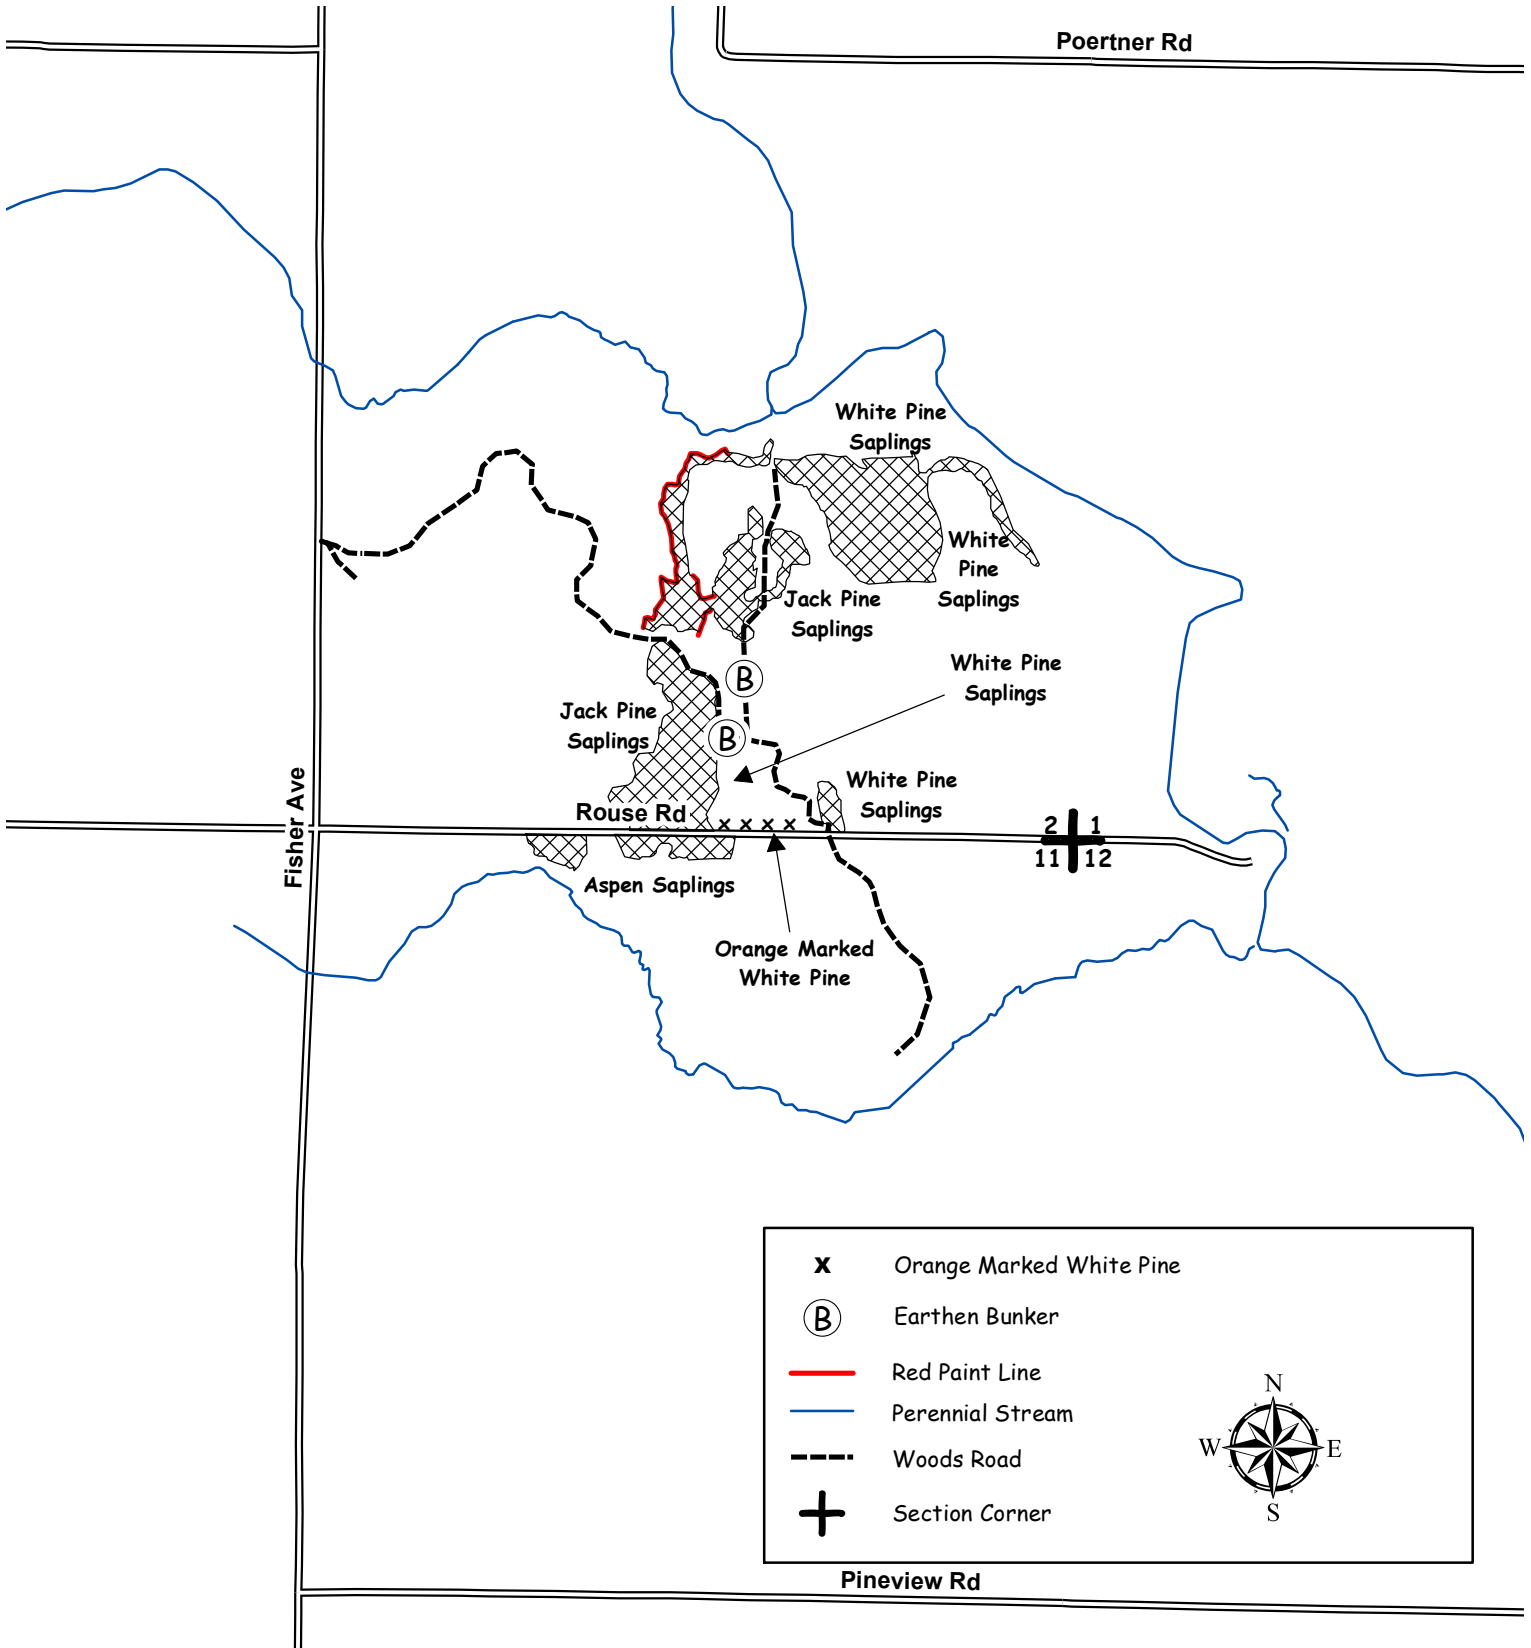 Poertner Rd
White Pine
Saplings
White
Pine
Saplings
Jack Pine
Saplings
White Pine
Saplings
B
Jack Pine
Saplings
B
White Pine
Saplings
Rouse Rd
x x x x
Fisher Ave
2 1
11 12
Aspen Saplings
Orange Marked
White Pine
x Orange Marked White Pine
B Earthen Bunker
Red Paint Line
Perennial Stream
Woods Road
Section Corner
N
W E
S
Pineview Rd